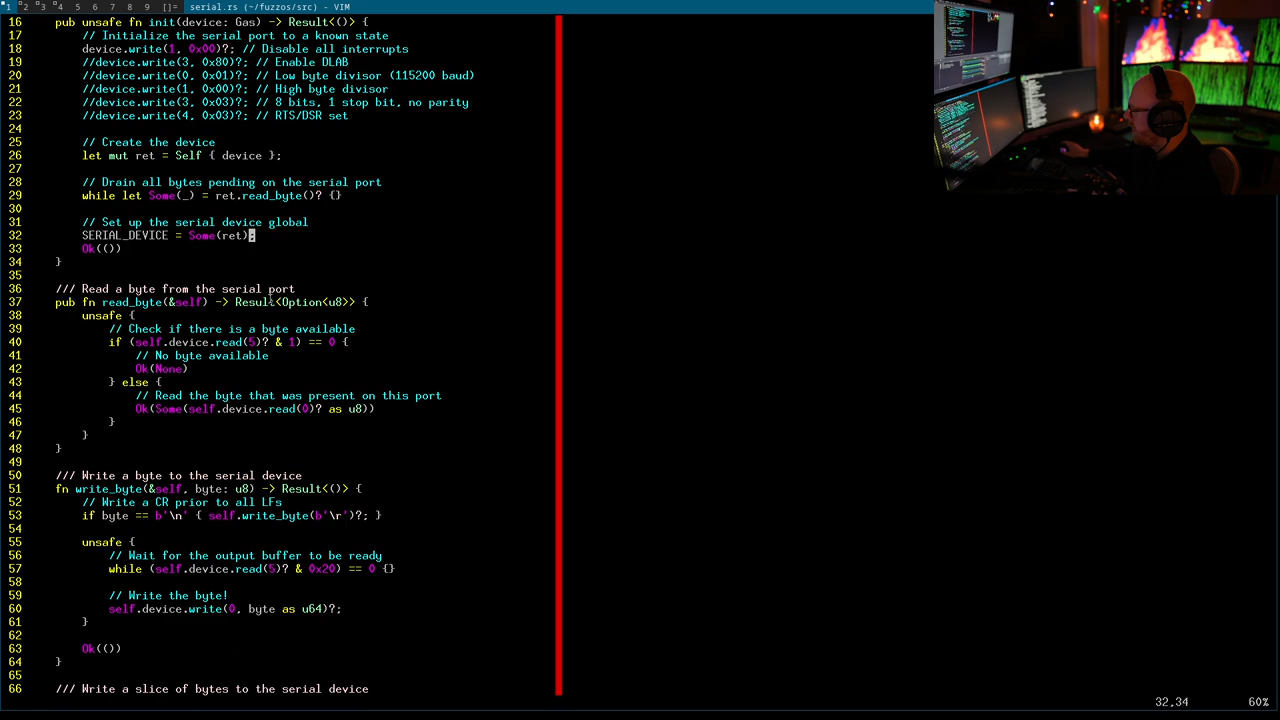 1 2 3 4 5 6 7 8 9 []= serial.rs (~/fuzzos/src) - VIM
16 pub unsafe fn init(device: Gas) -> Result<()> {
17 // Initialize the serial port to a known state
18 device.write(1, 0x00)?; // Disable all interrupts
19 //device.write(3, 0x80)?; // Enable DLAB
20 //device.write(0, 0x01)?; // Low byte divisor (115200 baud)
21 //device.write(1, 0x00)?; // High byte divisor
22 //device.write(3, 0x03)?; // 8 bits, 1 stop bit, no parity
23 //device.write(4, 0x03)?; // RTS/DSR set
24
25 // Create the device
26 let mut ret = Self { device };
27
28 // Drain all bytes pending on the serial port
29 while let Some(_) = ret.read_byte()? {}
30
31 // Set up the serial device global
32 SERIAL_DEVICE = Some(ret);
33 Ok(())
34 }
35
36 /// Read a byte from the serial port
37 pub fn read_byte(&self) -> Result<Option<u8>> {
38 unsafe {
39 // Check if there is a byte available
40 if (self.device.read(5)? & 1) == 0 {
41 // No byte available
42 Ok(None)
43 } else {
44 // Read the byte that was present on this port
45 Ok(Some(self.device.read(0)? as u8))
46 }
47 }
48 }
49
50 /// Write a byte to the serial device
51 fn write_byte(&self, byte: u8) -> Result<()> {
52 // Write a CR prior to all LFs
53 if byte == b'\n' { self.write_byte(b'\r')?; }
54
55 unsafe {
56 // Wait for the output buffer to be ready
57 while (self.device.read(5)? & 0x20) == 0 {}
58
59 // Write the byte!
60 self.device.write(0, byte as u64)?;
61 }
62
63 Ok(())
64 }
65
66 /// Write a slice of bytes to the serial device
32,34 60%